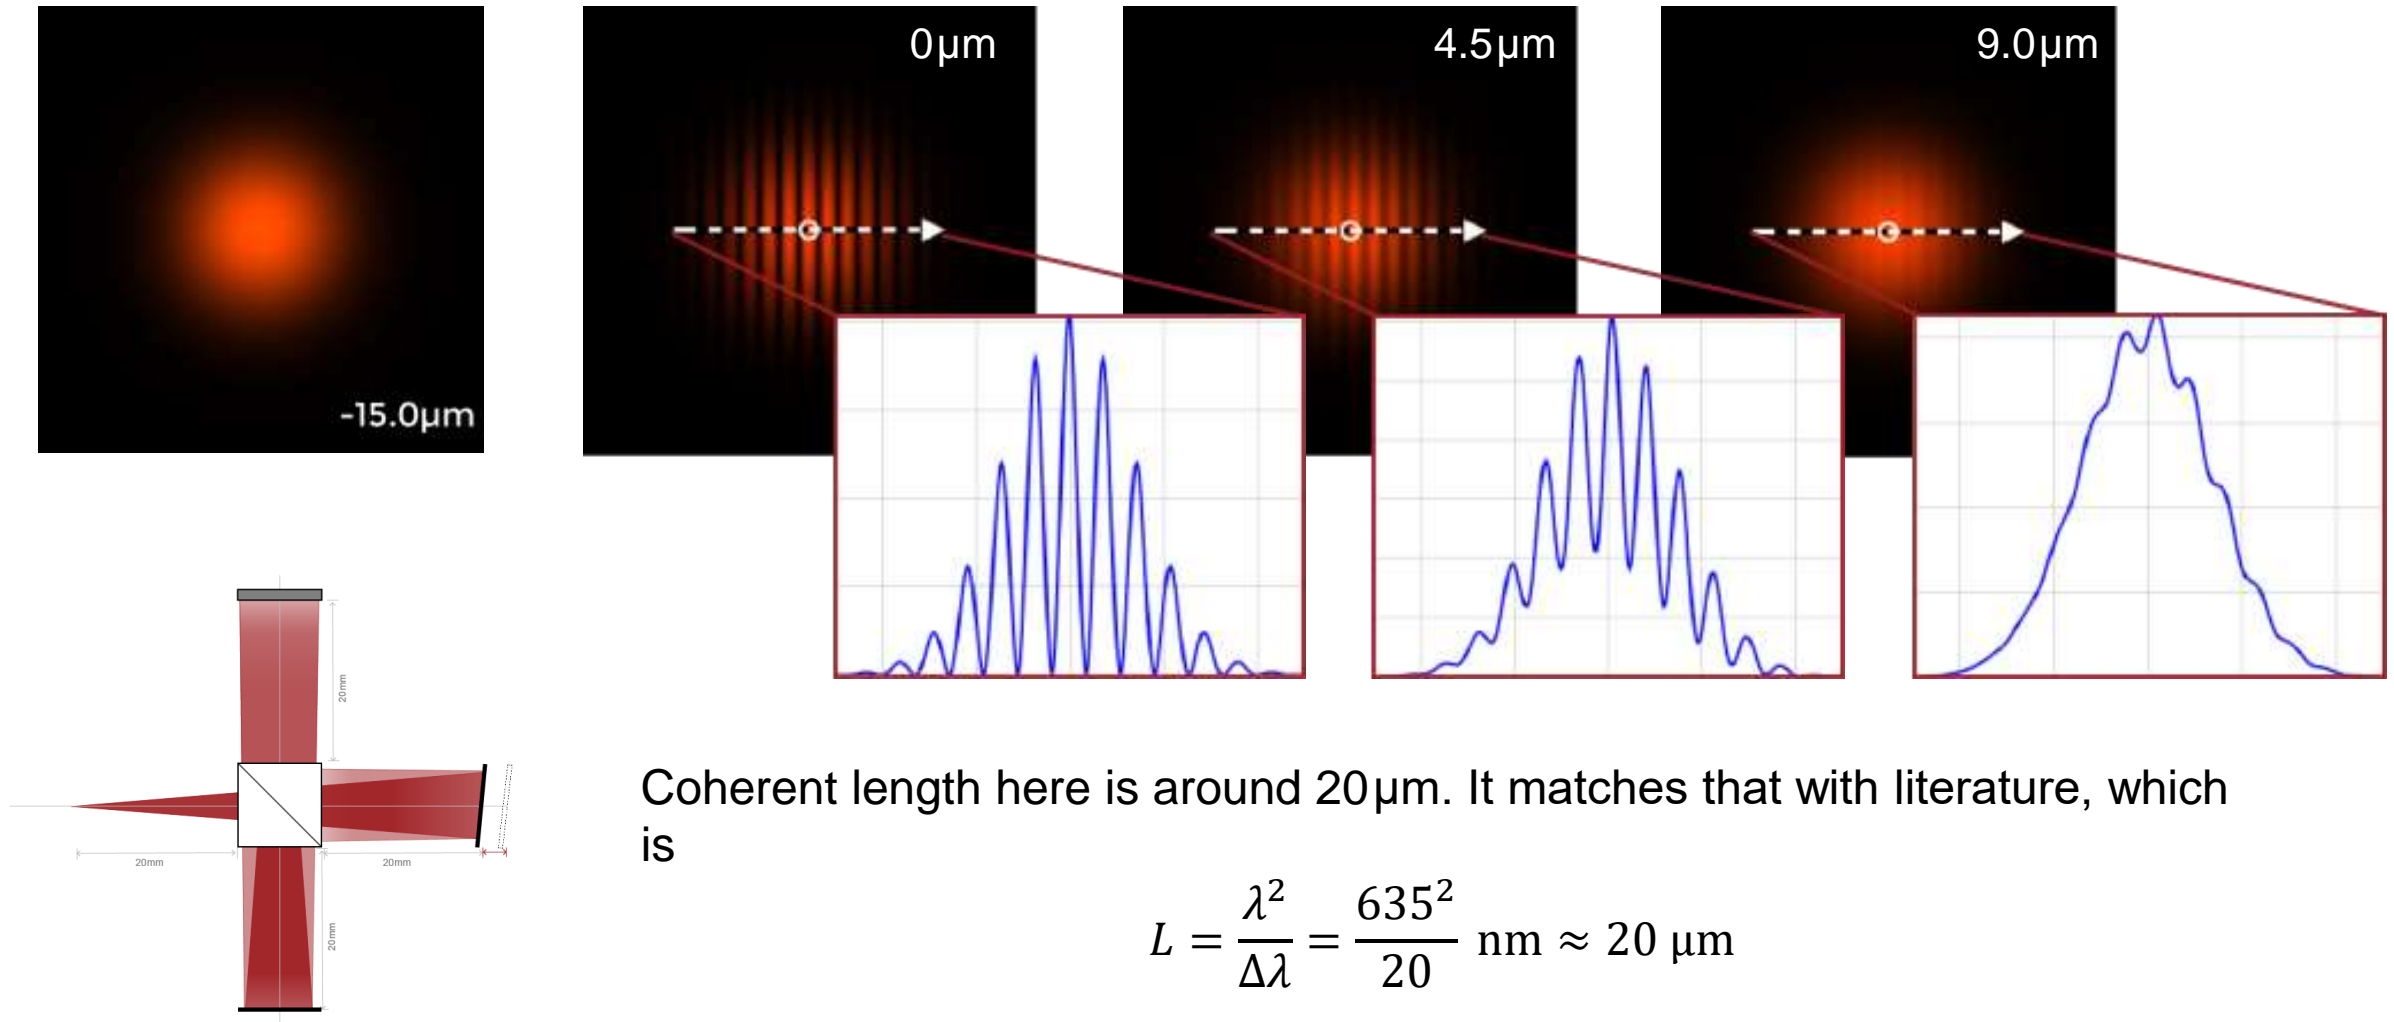 0μm
4.5μm
9.0μm
-15.0μm
20mm
20mm
20mm
20mm
Coherent length here is around 20μm. It matches that with literature, which
is
L = λ²/Δλ = 635²/20 nm ≈ 20 μm